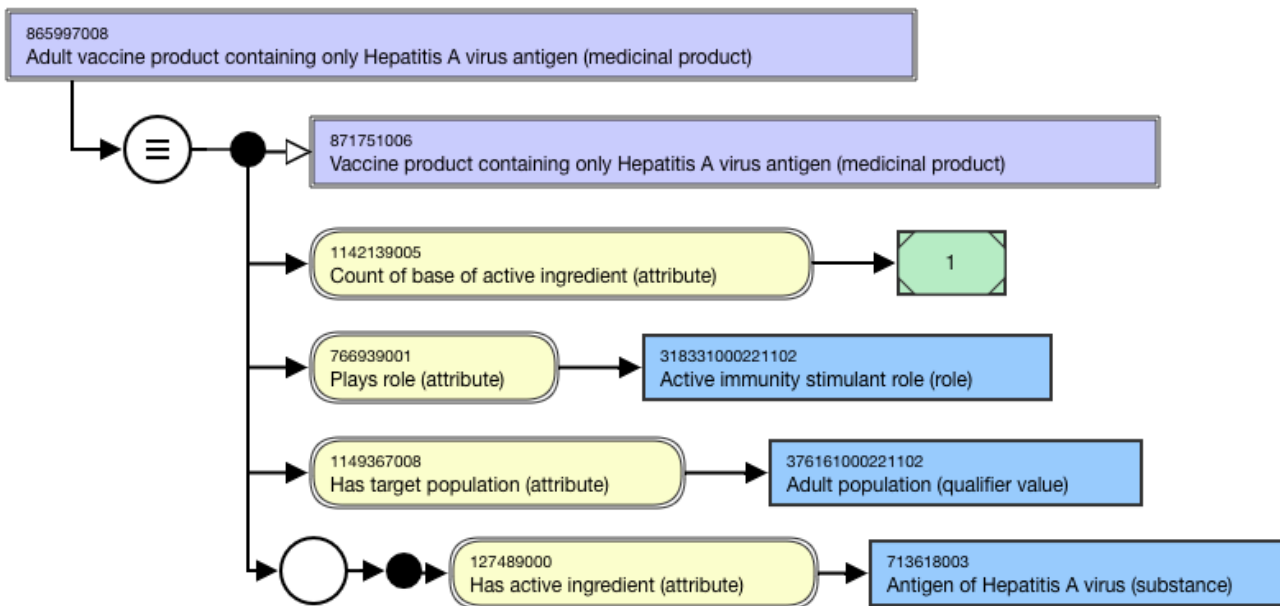 865997008
Adult vaccine product containing only Hepatitis A virus antigen (medicinal product)
871751006
Vaccine product containing only Hepatitis A virus antigen (medicinal product)
1142139005
Count of base of active ingredient (attribute)
1
766939001
Plays role (attribute)
318331000221102
Active immunity stimulant role (role)
1149367008
Has target population (attribute)
376161000221102
Adult population (qualifier value)
127489000
Has active ingredient (attribute)
713618003
Antigen of Hepatitis A virus (substance)